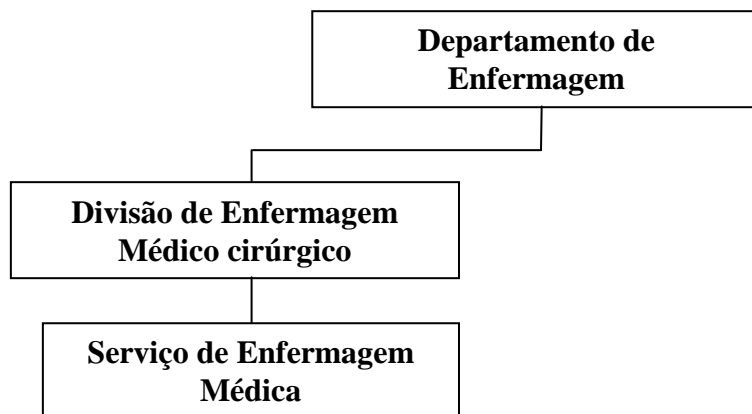 Departamento de
Enfermagem
Divisão de Enfermagem
Médico cirúrgico
Serviço de Enfermagem
Médica